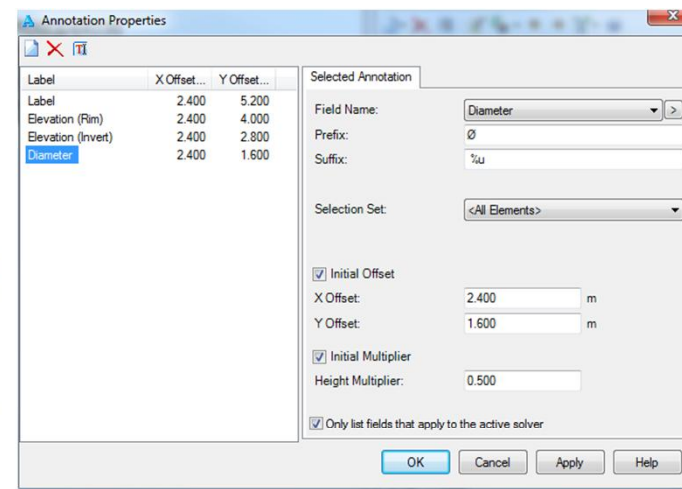 Annotation Properties
Label X Offset... Y Offset...
Label 2.400 5.200
Elevation (Rim) 2.400 4.000
Elevation (Invert) 2.400 2.800
Diameter 2.400 1.600
Selected Annotation
Field Name: Diameter >
Prefix: Ø
Suffix: %u
Selection Set: <All Elements>
Initial Offset
X Offset: 2.400 m
Y Offset: 1.600 m
Initial Multiplier
Height Multiplier: 0.500
Only list fields that apply to the active solver
OK Cancel Apply Help